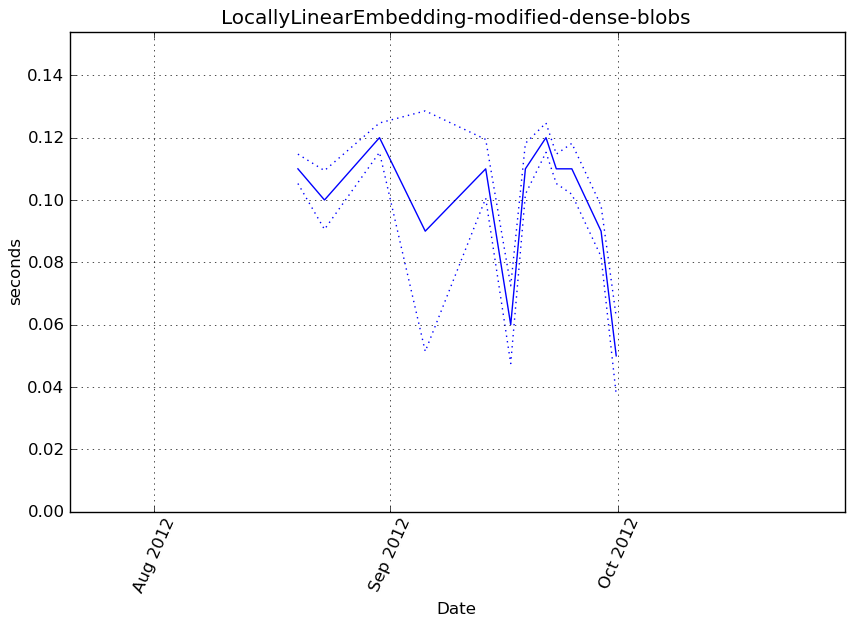 LocallyLinearEmbedding-modified-dense-blobs
0.14
0.12
0.10
0.08
0.06
0.04
0.02
0.00
seconds
Aug 2012
Sep 2012
Oct 2012
Date